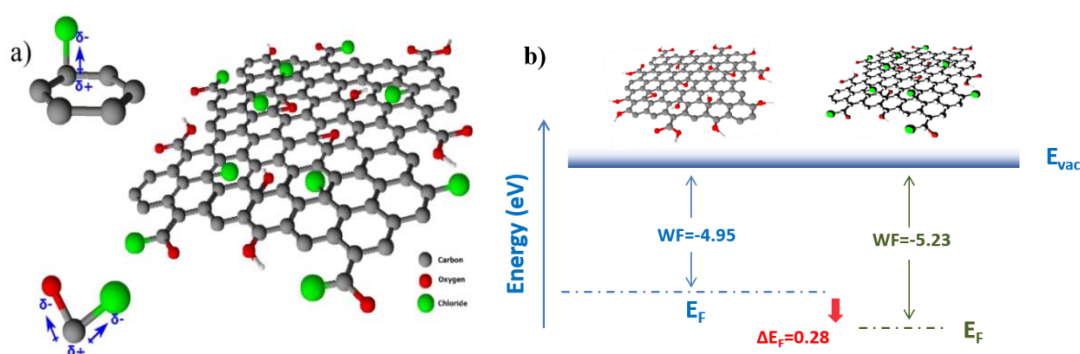 a)
δ-
δ+
δ-
δ-
δ+
Carbon
Oxygen
Chloride
b)
Energy (eV)
E_vac
WF=-4.95
WF=-5.23
E_F
ΔE_F=0.28
E_F